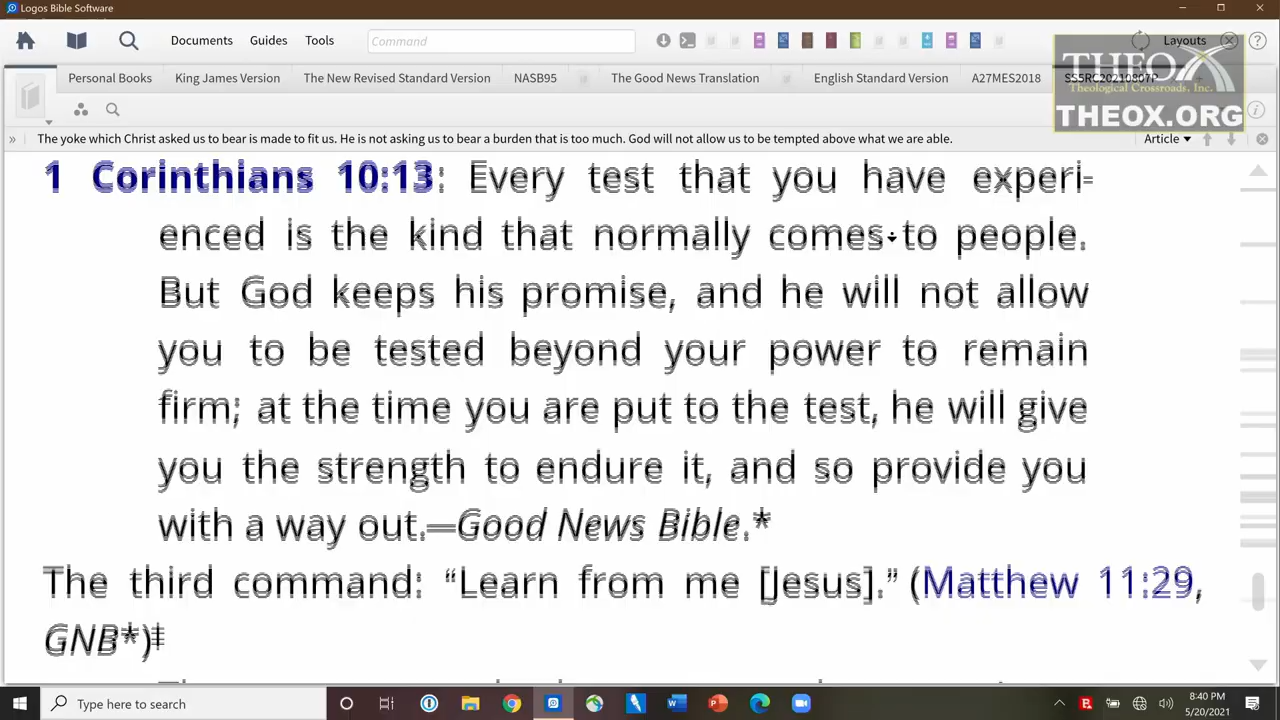 Logos Bible Software
Documents Guides Tools Command Layouts
Personal Books King James Version The New Revised Standard Version NASB95 The Good News Translation English Standard Version A27MES2018
THEOX
Theological Crossroads, Inc.
THEOX.ORG
The yoke which Christ asked us to bear is made to fit us. He is not asking us to bear a burden that is too much. God will not allow us to be tempted above what we are able. Article
1 Corinthians 10:13: Every test that you have experi-
enced is the kind that normally comes to people.
But God keeps his promise, and he will not allow
you to be tested beyond your power to remain
firm; at the time you are put to the test, he will give
you the strength to endure it, and so provide you
with a way out.—Good News Bible.*
The third command: “Learn from me [Jesus].” (Matthew 11:29,
GNB*)
Type here to search
8:40 PM
5/20/2021